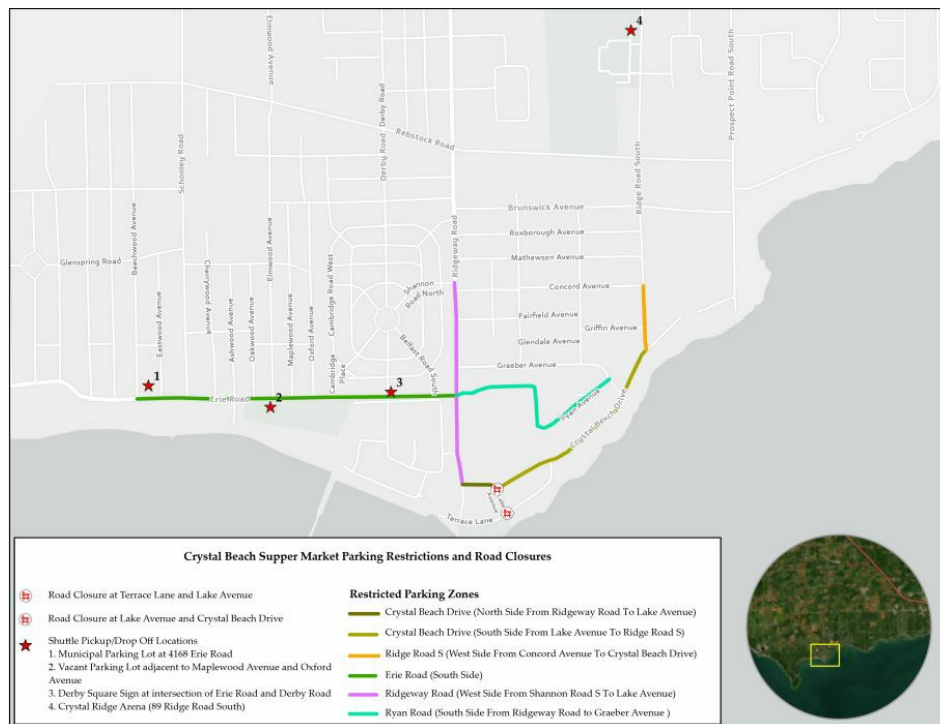 4
Elmwood Avenue
Derby Road
Prospect Point Road South
Rebstock Road
Schooley Road
Derby Road
Ridge Road South
Beechwood Avenue
Brunswick Avenue
Roxborough Avenue
Ridgeway Road
Elmwood Avenue
Glenspring Road
Mathewson Avenue
Cherrywood Avenue
Cambridge Road West
Shannon
Road North
Concord Avenue
Eastwood Avenue
Ashwood Avenue
Oakwood Avenue
Maplewood Avenue
Oxford Avenue
Fairfield Avenue
Griffin Avenue
Glendale Avenue
Belfast Road South
Cambridge
Place
Graeber Avenue
1
2
3
Erie Road
Ryan Avenue
Crystal Beach Drive
Lake
Avenue
Terrace Lane
Crystal Beach Supper Market Parking Restrictions and Road Closures
Road Closure at Terrace Lane and Lake Avenue
Road Closure at Lake Avenue and Crystal Beach Drive
Shuttle Pickup/Drop Off Locations
1. Municipal Parking Lot at 4168 Erie Road
2. Vacant Parking Lot adjacent to Maplewood Avenue and Oxford
Avenue
3. Derby Square Sign at intersection of Erie Road and Derby Road
4. Crystal Ridge Arena (89 Ridge Road South)
Restricted Parking Zones
Crystal Beach Drive (North Side From Ridgeway Road To Lake Avenue)
Crystal Beach Drive (South Side From Lake Avenue To Ridge Road S)
Ridge Road S (West Side From Concord Avenue To Crystal Beach Drive)
Erie Road (South Side)
Ridgeway Road (West Side From Shannon Road S To Lake Avenue)
Ryan Road (South Side From Ridgeway Road to Graeber Avenue )